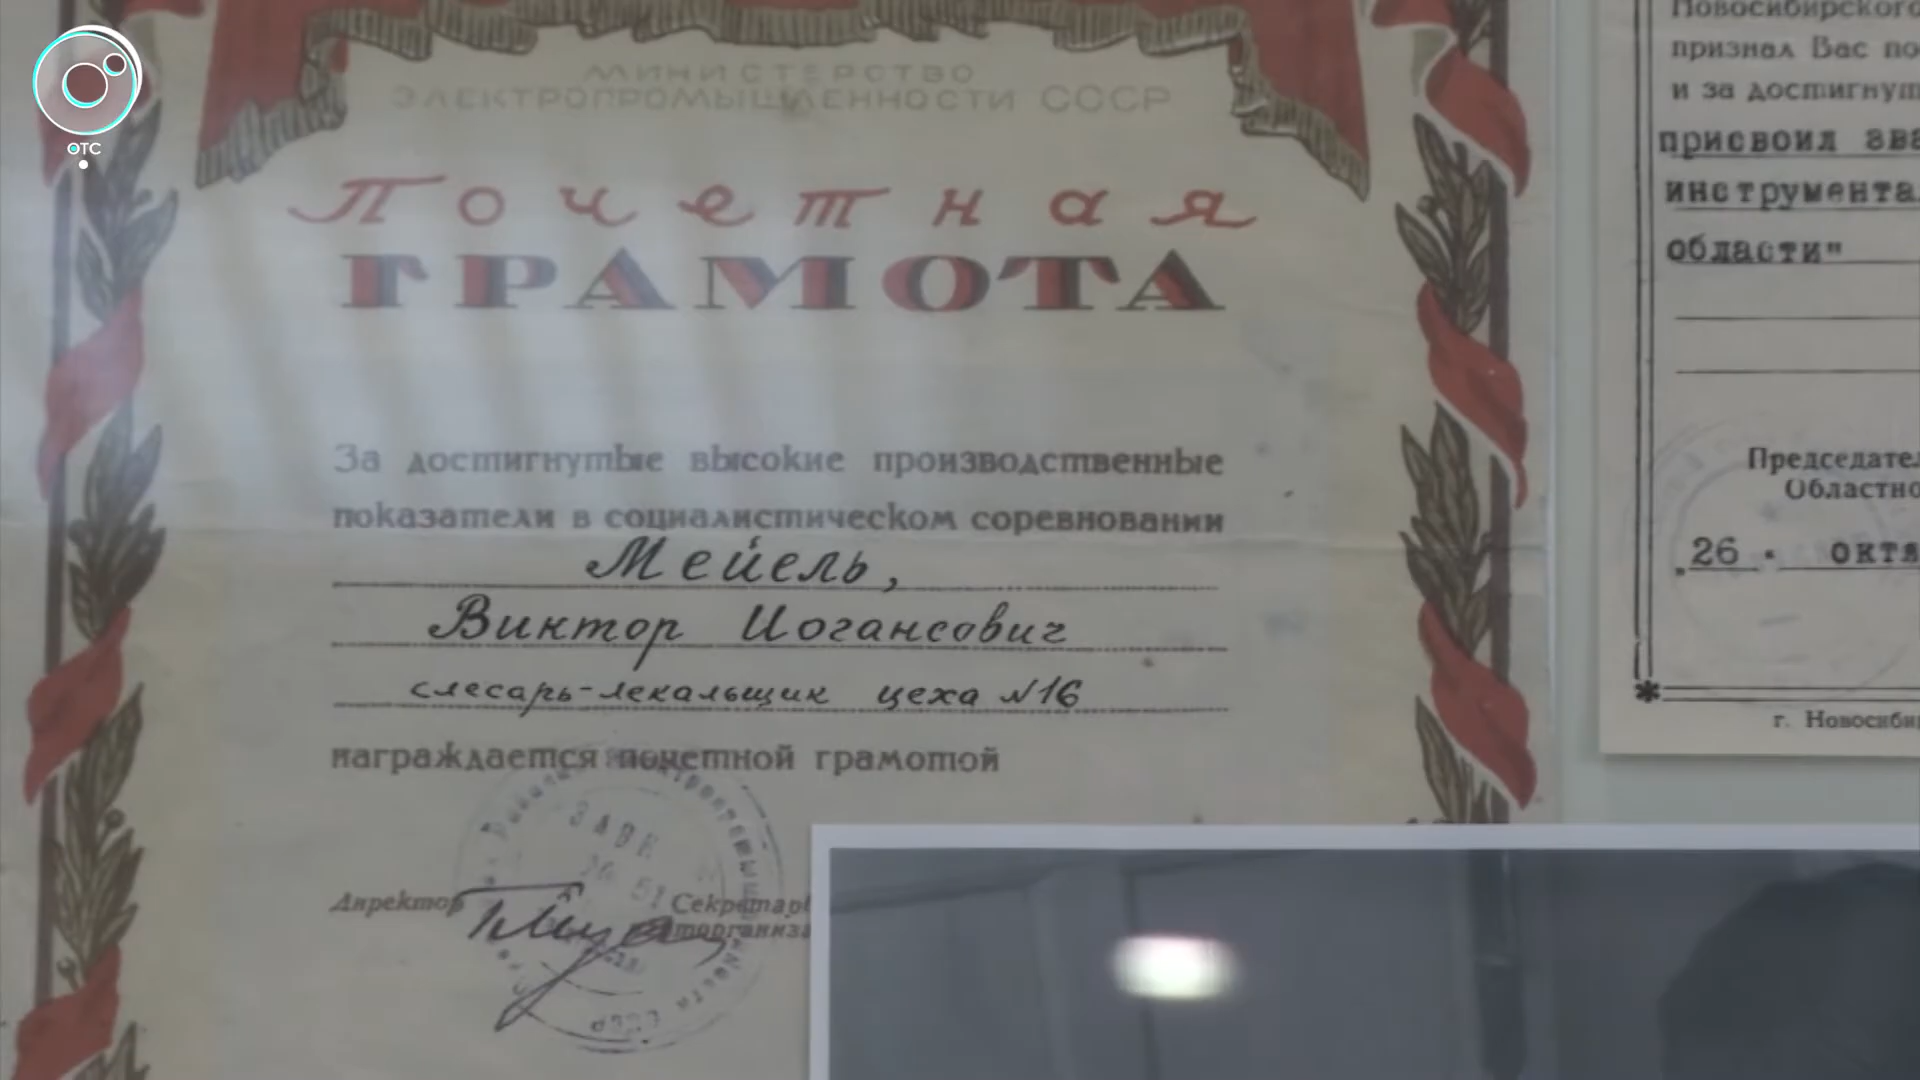 ОТС
МИНИСТЕРСТВО
ЭЛЕКТРОПРОМЫШЛЕННОСТИ СССР
Почетная
ГРАМОТА
За достигнутые высокие производственные
показатели в социалистическом соревновании
Мейель,
Виктор Иогансович
слесарь-лекальщик цеха N16
награждается почетной грамотой
Директор
Секретарь
Новосибирского
признал Вас по
и за достигнут
присвоил зва
инструмента
области"
Председател
Областно
„26 " октя
г. Новосиби